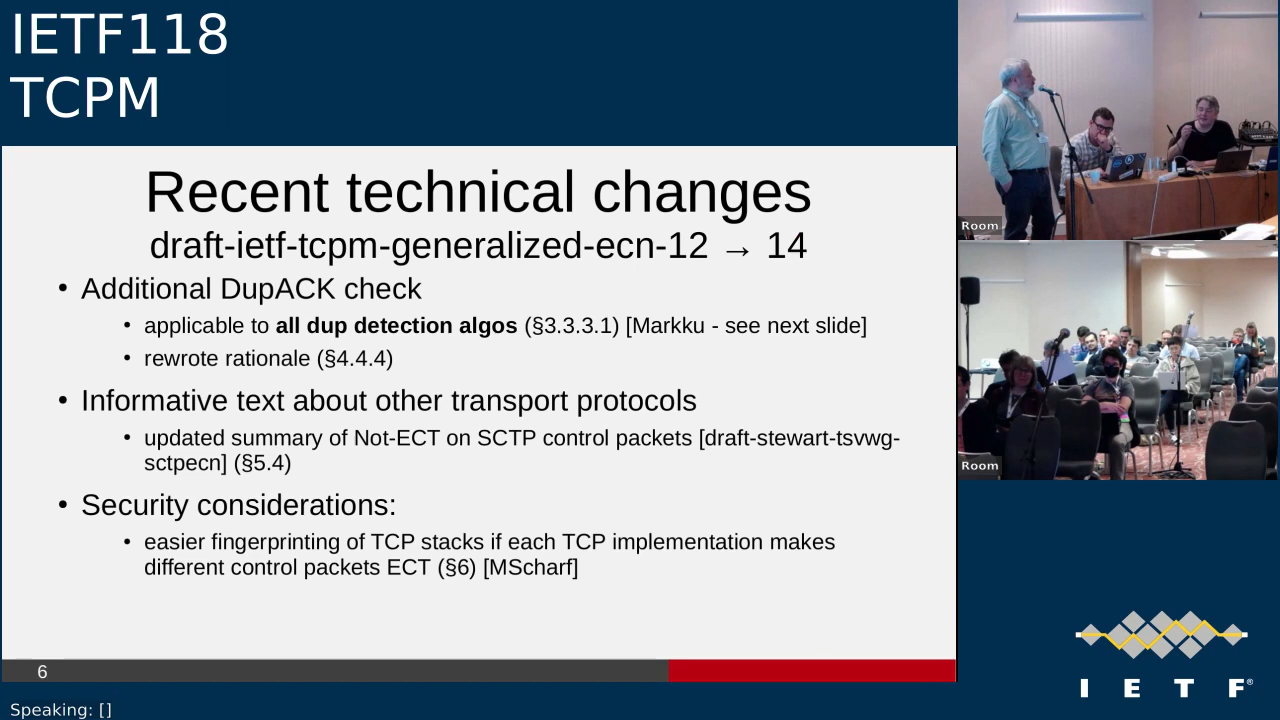 IETF118
TCPM
Recent technical changes
draft-ietf-tcpm-generalized-ecn-12 → 14
• Additional DupACK check
• applicable to all dup detection algos (§3.3.3.1) [Markku - see next slide]
• rewrote rationale (§4.4.4)
• Informative text about other transport protocols
• updated summary of Not-ECT on SCTP control packets [draft-stewart-tsvwg-
sctpecn] (§5.4)
• Security considerations:
• easier fingerprinting of TCP stacks if each TCP implementation makes
different control packets ECT (§6) [MScharf]
6
Speaking: []
Room
Room
I E T F®